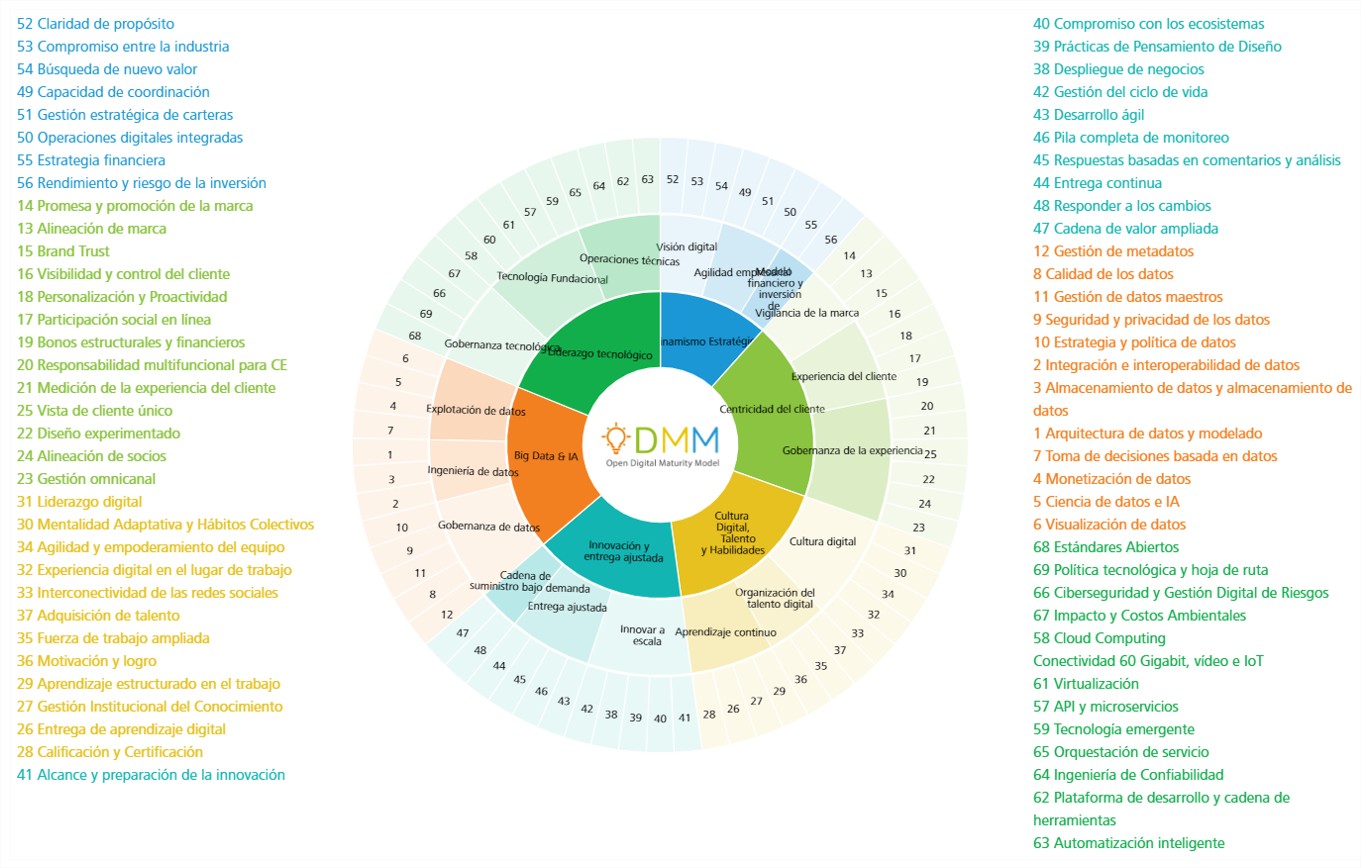 52 Claridad de propósito
53 Compromiso entre la industria
54 Búsqueda de nuevo valor
49 Capacidad de coordinación
51 Gestión estratégica de carteras
50 Operaciones digitales integradas
55 Estrategia financiera
56 Rendimiento y riesgo de la inversión
14 Promesa y promoción de la marca
13 Alineación de marca
15 Brand Trust
16 Visibilidad y control del cliente
18 Personalización y Proactividad
17 Participación social en línea
19 Bonos estructurales y financieros
20 Responsabilidad multifuncional para CE
21 Medición de la experiencia del cliente
25 Vista de cliente único
22 Diseño experimentado
24 Alineación de socios
23 Gestión omnicanal
31 Liderazgo digital
30 Mentalidad Adaptativa y Hábitos Colectivos
34 Agilidad y empoderamiento del equipo
32 Experiencia digital en el lugar de trabajo
33 Interconectividad de las redes sociales
37 Adquisición de talento
35 Fuerza de trabajo ampliada
36 Motivación y logro
29 Aprendizaje estructurado en el trabajo
27 Gestión Institucional del Conocimiento
26 Entrega de aprendizaje digital
28 Calificación y Certificación
41 Alcance y preparación de la innovación
52
53
54
49
51
50
55
56
14
13
15
16
18
17
19
20
21
25
22
24
23
31
30
34
32
33
37
35
36
29
27
26
28
41
40
39
38
42
43
46
45
44
48
47
12
8
11
9
10
2
3
1
7
4
5
6
68
69
66
67
58
60
61
57
59
65
64
62
63
Visión digital
Agilidad empresarial
Modelo
financiero y
inversión
de
Vigilancia de la marca
Experiencia del cliente
Gobernanza de la experiencia
Cultura digital
Organización del
talento digital
Aprendizaje continuo
Innovar a
escala
Entrega ajustada
Cadena de
suministro bajo demanda
Gobernanza de datos
Ingeniería de datos
Explotación de datos
Gobernanza tecnológica
Tecnología Fundacional
Operaciones técnicas
Liderazgo tecnológico
namismo Estratégi
Centricidad del cliente
Cultura
Digital,
Talento
y Habilidades
Innovación y
entrega ajustada
Big Data & IA
DMM
Open Digital Maturity Model
40 Compromiso con los ecosistemas
39 Prácticas de Pensamiento de Diseño
38 Despliegue de negocios
42 Gestión del ciclo de vida
43 Desarrollo ágil
46 Pila completa de monitoreo
45 Respuestas basadas en comentarios y análisis
44 Entrega continua
48 Responder a los cambios
47 Cadena de valor ampliada
12 Gestión de metadatos
8 Calidad de los datos
11 Gestión de datos maestros
9 Seguridad y privacidad de los datos
10 Estrategia y política de datos
2 Integración e interoperabilidad de datos
3 Almacenamiento de datos y almacenamiento de
datos
1 Arquitectura de datos y modelado
7 Toma de decisiones basada en datos
4 Monetización de datos
5 Ciencia de datos e IA
6 Visualización de datos
68 Estándares Abiertos
69 Política tecnológica y hoja de ruta
66 Ciberseguridad y Gestión Digital de Riesgos
67 Impacto y Costos Ambientales
58 Cloud Computing
Conectividad 60 Gigabit, vídeo e IoT
61 Virtualización
57 API y microservicios
59 Tecnología emergente
65 Orquestación de servicio
64 Ingeniería de Confiabilidad
62 Plataforma de desarrollo y cadena de
herramientas
63 Automatización inteligente